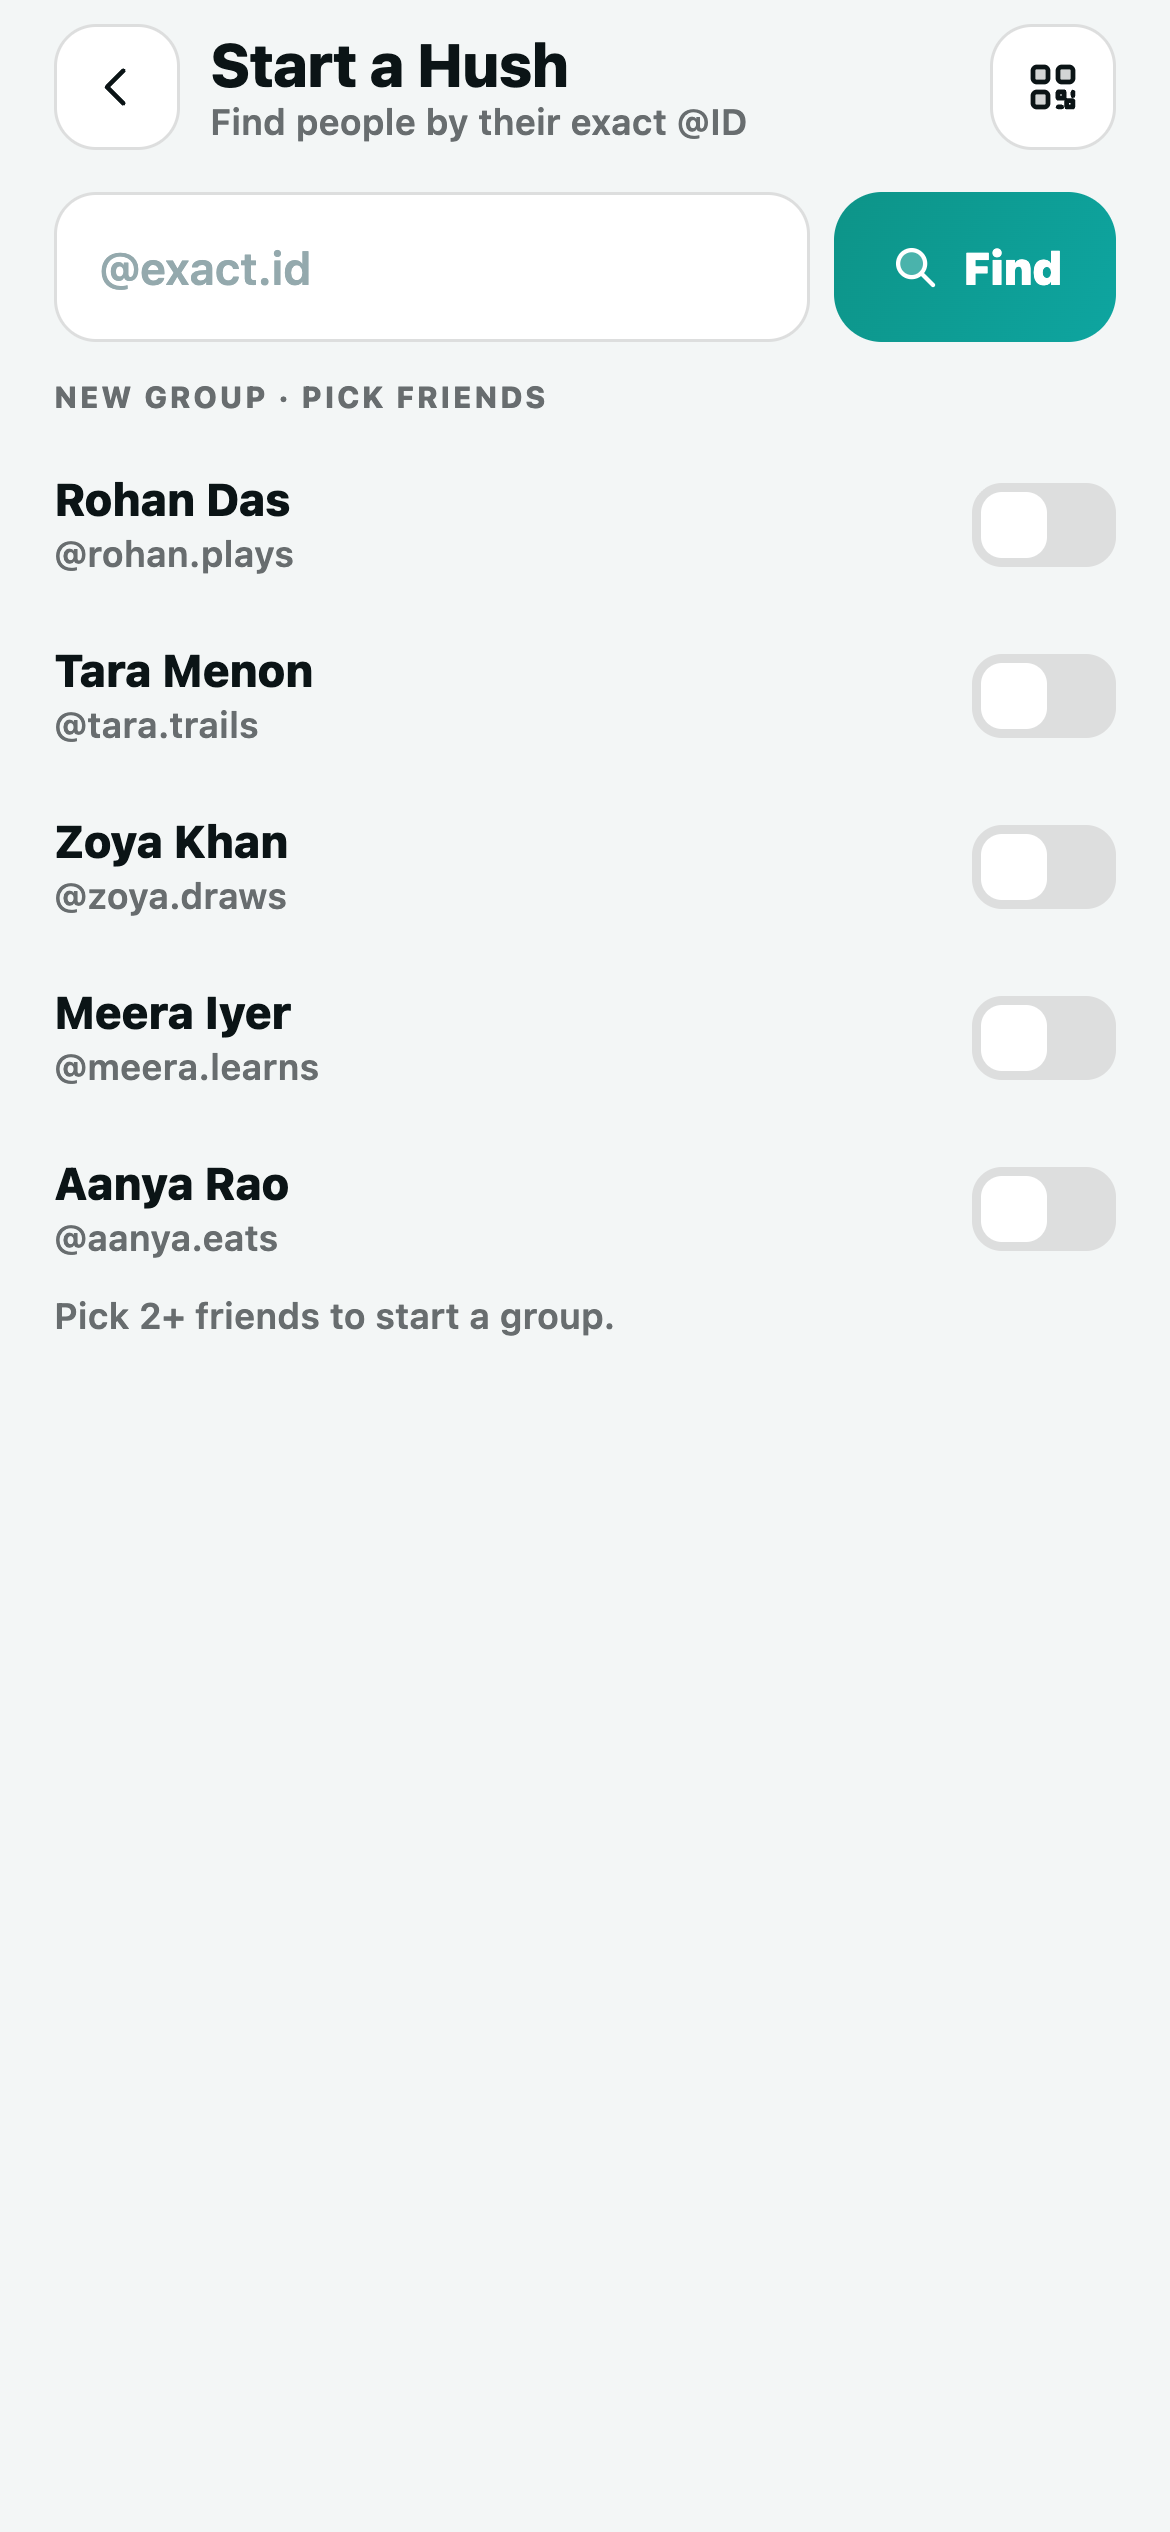 Start a Hush
Find people by their exact @ID
@exact.id
Find
NEW GROUP · PICK FRIENDS
Rohan Das
@rohan.plays
Tara Menon
@tara.trails
Zoya Khan
@zoya.draws
Meera Iyer
@meera.learns
Aanya Rao
@aanya.eats
Pick 2+ friends to start a group.